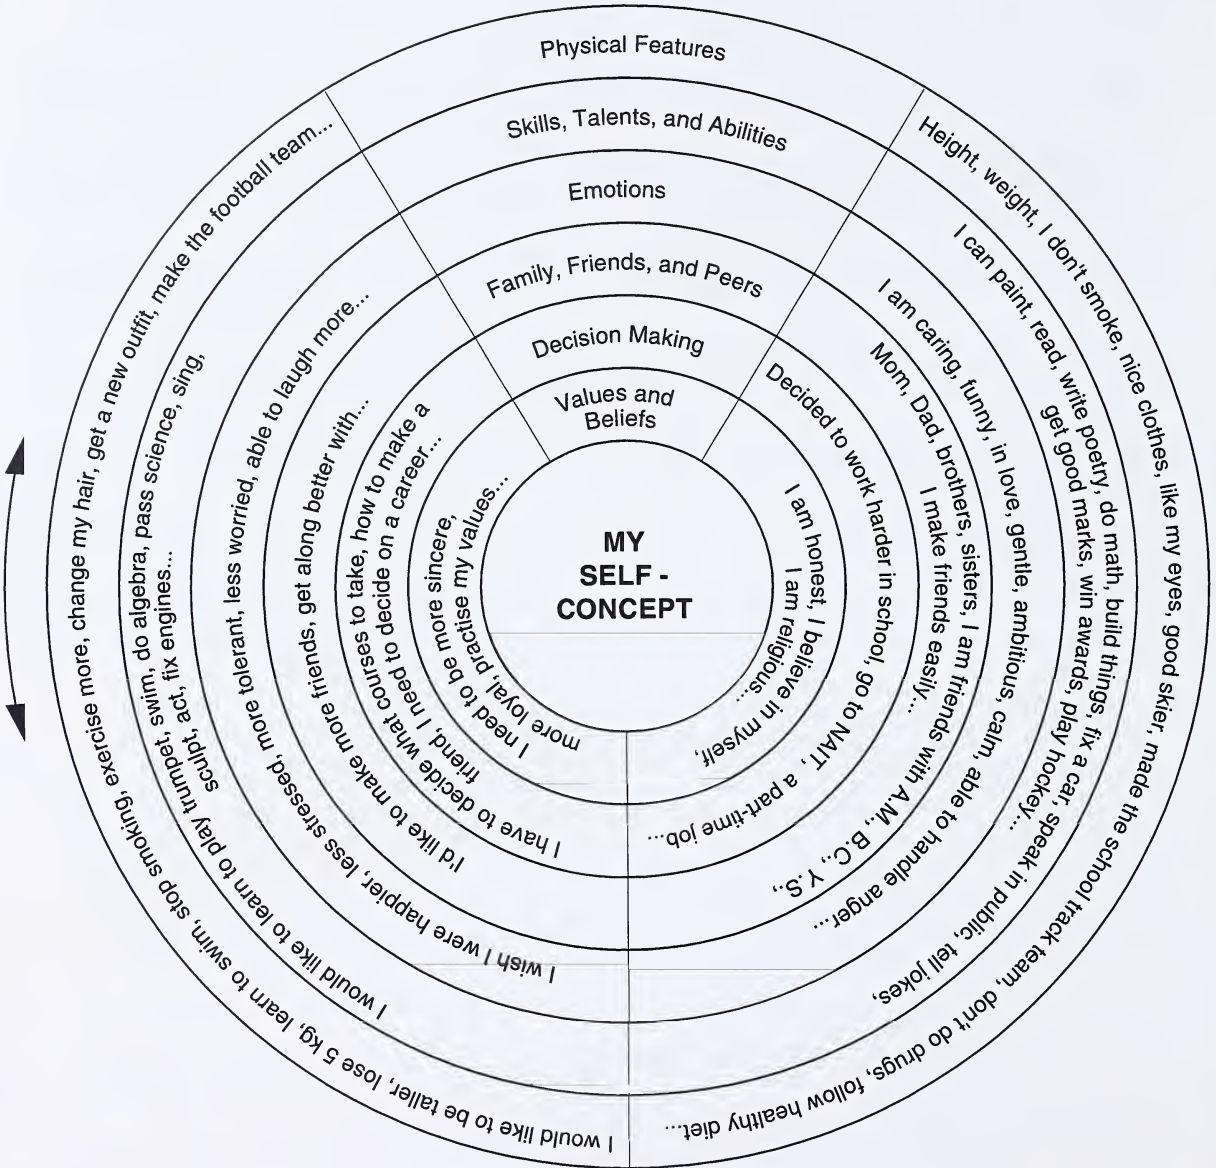 Physical Features
Skills, Talents, and Abilities
Emotions
Family, Friends, and Peers
Decision Making
Values and
Beliefs
MY
SELF -
CONCEPT
Height, weight, I don't smoke, nice clothes, like my eyes, good skier, made the school track team, don't do drugs, follow healthy diet...
I can paint, read, write poetry, do math, build things, fix a car, speak in public, tell jokes,
get good marks, win awards, play hockey...
I am caring, funny, in love, gentle, ambitious, calm, able to handle anger...
Mom, Dad, brothers, sisters, I am friends with A.M., B.C., Y.S.,
I make friends easily...
Decided to work harder in school, go to NAIT, a part-time job...
I am honest, I believe in myself,
I am religious...
I would like to be taller, lose 5 kg, learn to swim, stop smoking, exercise more, change my hair, get a new outfit, make the football team...
I would like to learn to play trumpet, swim, do algebra, pass science, sing,
sculpt, act, fix engines...
I wish I were happier, less stressed, more tolerant, less worried, able to laugh more...
I'd like to make more friends, get along better with...
I have to decide what courses to take, how to make a
friend, I need to decide on a career...
I need to be more sincere,
more loyal, practise my values...